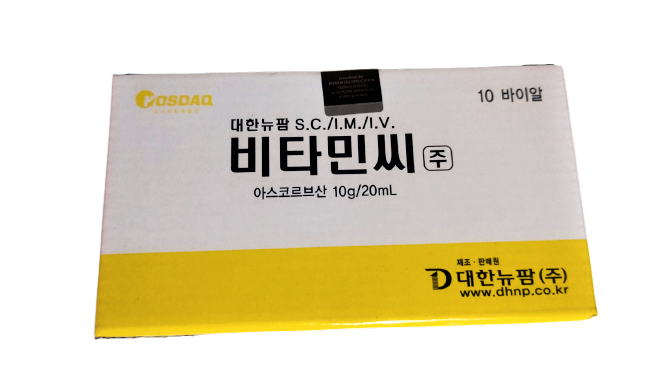 KOSDAQ
10 바이알
대한뉴팜 S.C./I.M./I.V.
비타민씨 주
아스코르브산 10g/20mL
제조·판매원
D 대한뉴팜(주)
www.dhnp.co.kr